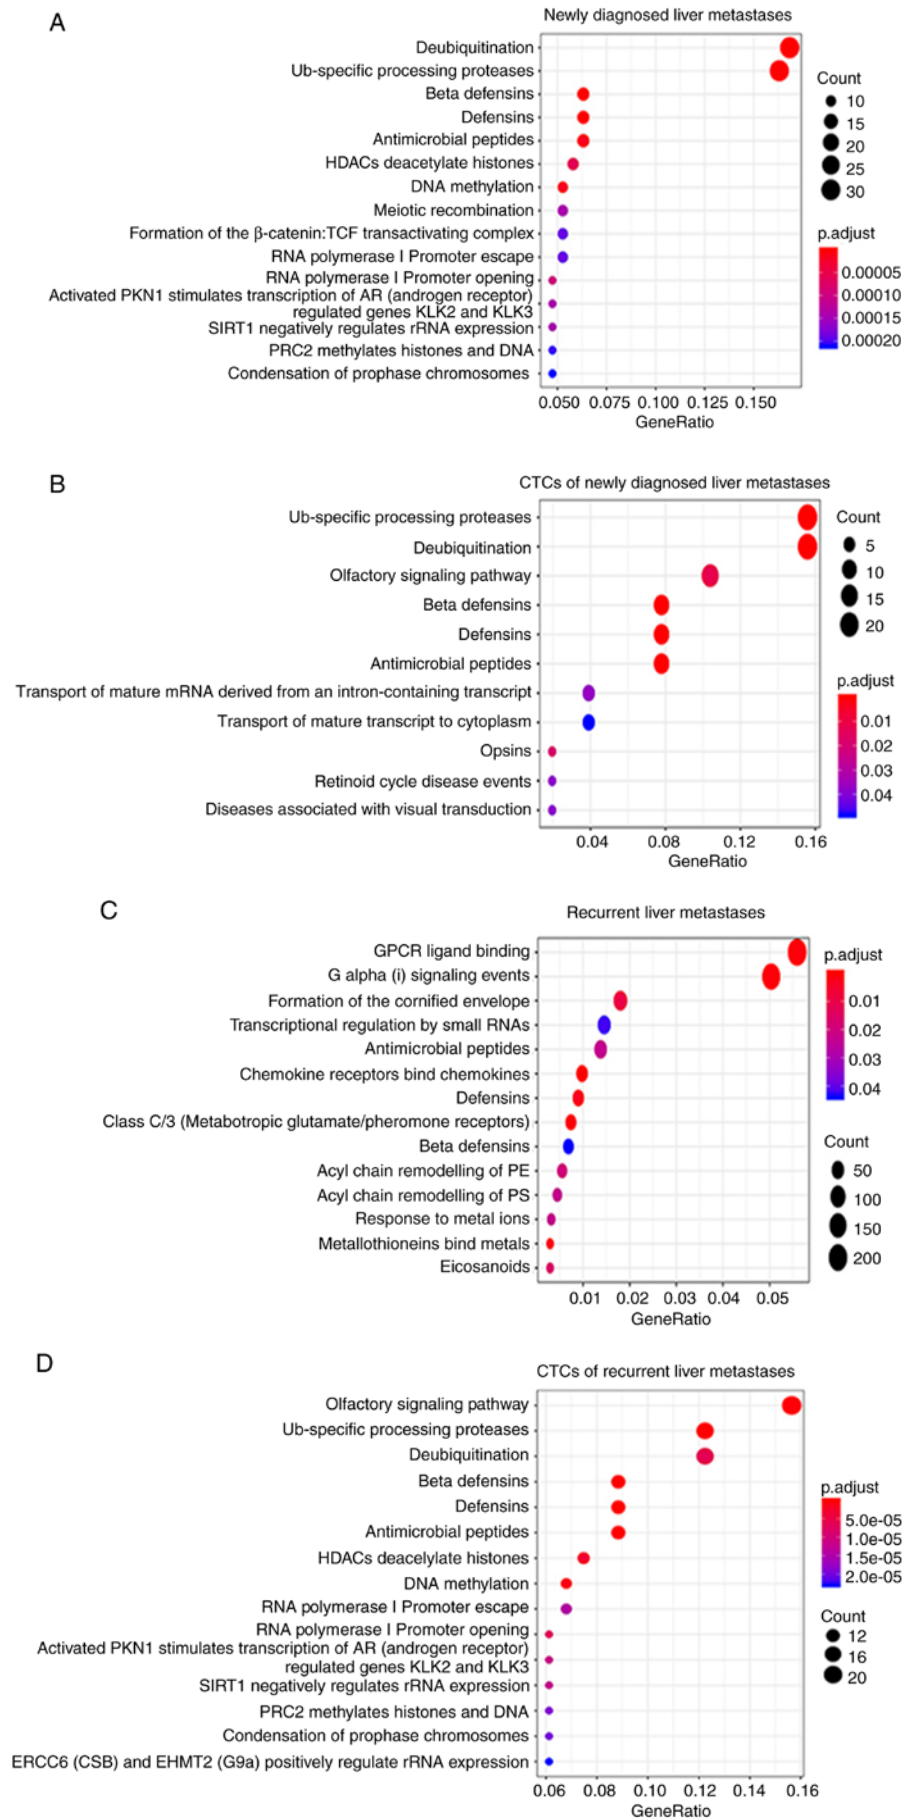 A
Newly diagnosed liver metastases
Deubiquitination
Ub-specific processing proteases
Beta defensins
Defensins
Antimicrobial peptides
HDACs deacetylate histones
DNA methylation
Meiotic recombination
Formation of the β-catenin:TCF transactivating complex
RNA polymerase I Promoter escape
RNA polymerase I Promoter opening
Activated PKN1 stimulates transcription of AR (androgen receptor)
regulated genes KLK2 and KLK3
SIRT1 negatively regulates rRNA expression
PRC2 methylates histones and DNA
Condensation of prophase chromosomes
0.050 0.075 0.100 0.125 0.150
GeneRatio
Count
10
15
20
25
30
p.adjust
0.00005
0.00010
0.00015
0.00020
B
CTCs of newly diagnosed liver metastases
Ub-specific processing proteases
Deubiquitination
Olfactory signaling pathway
Beta defensins
Defensins
Antimicrobial peptides
Transport of mature mRNA derived from an intron-containing transcript
Transport of mature transcript to cytoplasm
Opsins
Retinoid cycle disease events
Diseases associated with visual transduction
0.04 0.08 0.12 0.16
GeneRatio
Count
5
10
15
20
p.adjust
0.01
0.02
0.03
0.04
C
Recurrent liver metastases
GPCR ligand binding
G alpha (i) signaling events
Formation of the cornified envelope
Transcriptional regulation by small RNAs
Antimicrobial peptides
Chemokine receptors bind chemokines
Defensins
Class C/3 (Metabotropic glutamate/pheromone receptors)
Beta defensins
Acyl chain remodelling of PE
Acyl chain remodelling of PS
Response to metal ions
Metallothioneins bind metals
Eicosanoids
0.01 0.02 0.03 0.04 0.05
GeneRatio
p.adjust
0.01
0.02
0.03
0.04
Count
50
100
150
200
D
CTCs of recurrent liver metastases
Olfactory signaling pathway
Ub-specific processing proteases
Deubiquitination
Beta defensins
Defensins
Antimicrobial peptides
HDACs deacelylate histones
DNA methylation
RNA polymerase I Promoter escape
RNA polymerase I Promoter opening
Activated PKN1 stimulates transcription of AR (androgen receptor)
regulated genes KLK2 and KLK3
SIRT1 negatively regulates rRNA expression
PRC2 methylates histones and DNA
Condensation of prophase chromosomes
ERCC6 (CSB) and EHMT2 (G9a) positively regulate rRNA expression
0.06 0.08 0.10 0.12 0.14 0.16
GeneRatio
p.adjust
5.0e-05
1.0e-05
1.5e-05
2.0e-05
Count
12
16
20